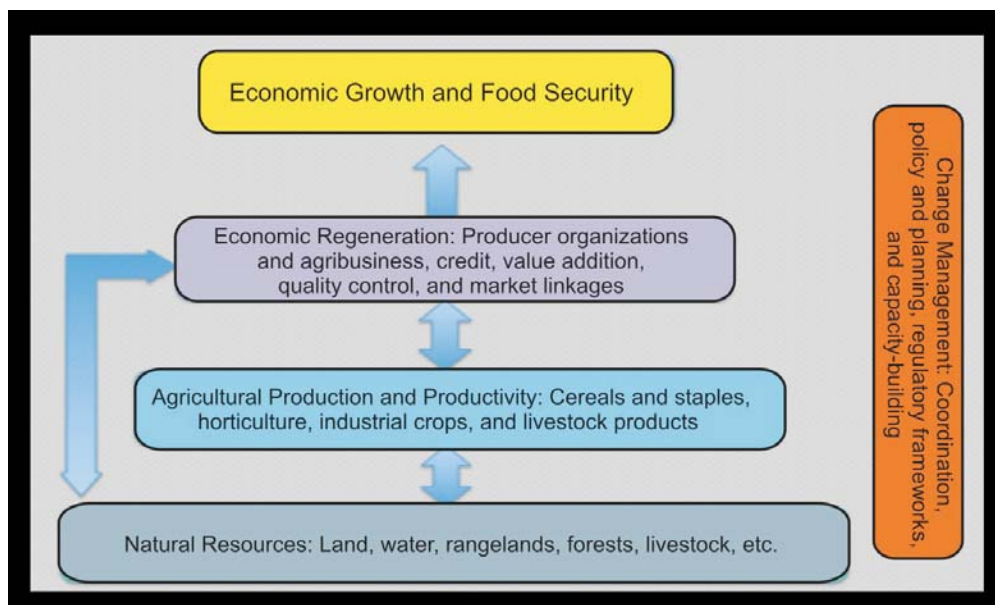 Economic Growth and Food Security
Economic Regeneration: Producer organizations
and agribusiness, credit, value addition,
quality control, and market linkages
Agricultural Production and Productivity: Cereals and staples,
horticulture, industrial crops, and livestock products
Natural Resources: Land, water, rangelands, forests, livestock, etc.
Change Management: Coordination,
policy and planning, regulatory frameworks,
and capacity-building